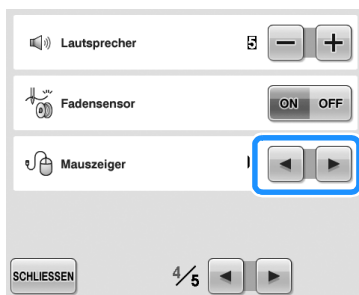 Lautsprecher 5 − +
Fadensensor ON OFF
Mauszeiger
SCHLIESSEN 4/5